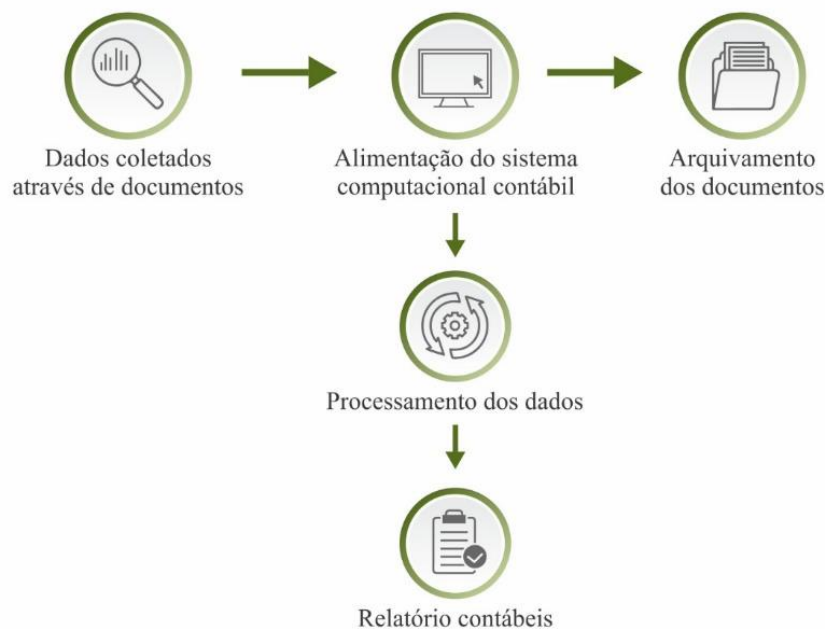 Dados coletados
através de documentos
Alimentação do sistema
computacional contábil
Arquivamento
dos documentos
Processamento dos dados
Relatório contábeis